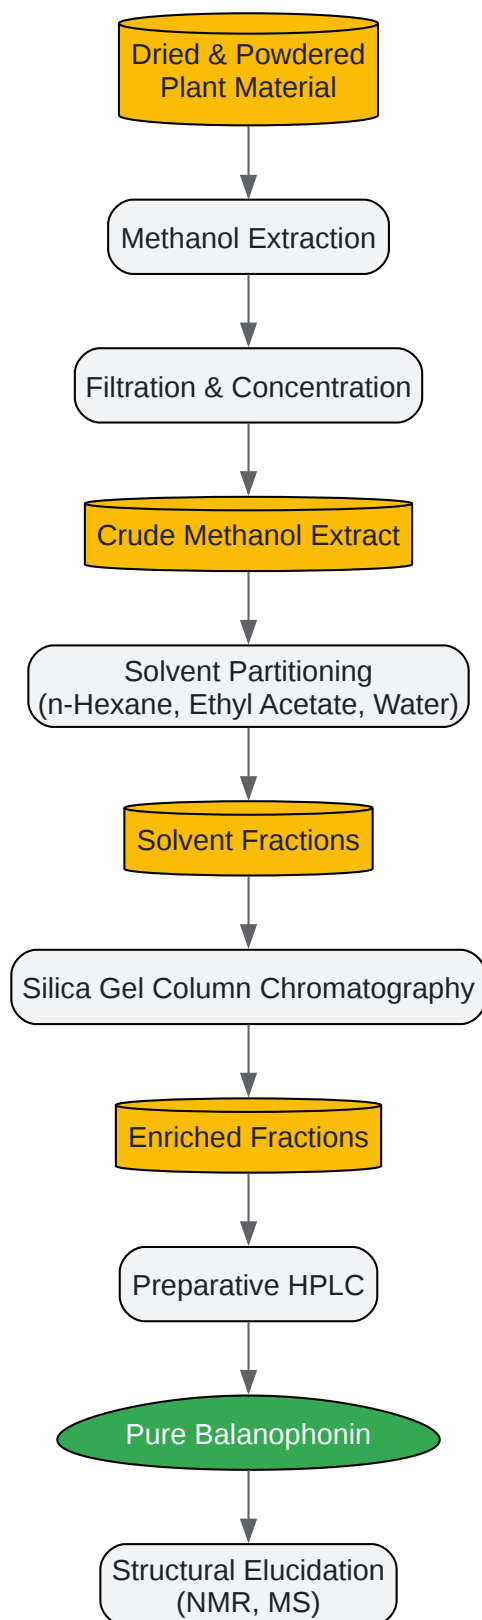 Dried & Powdered
Plant Material
Methanol Extraction
Filtration & Concentration
Crude Methanol Extract
Solvent Partitioning
(n-Hexane, Ethyl Acetate, Water)
Solvent Fractions
Silica Gel Column Chromatography
Enriched Fractions
Preparative HPLC
Pure Balanophonin
Structural Elucidation
(NMR, MS)